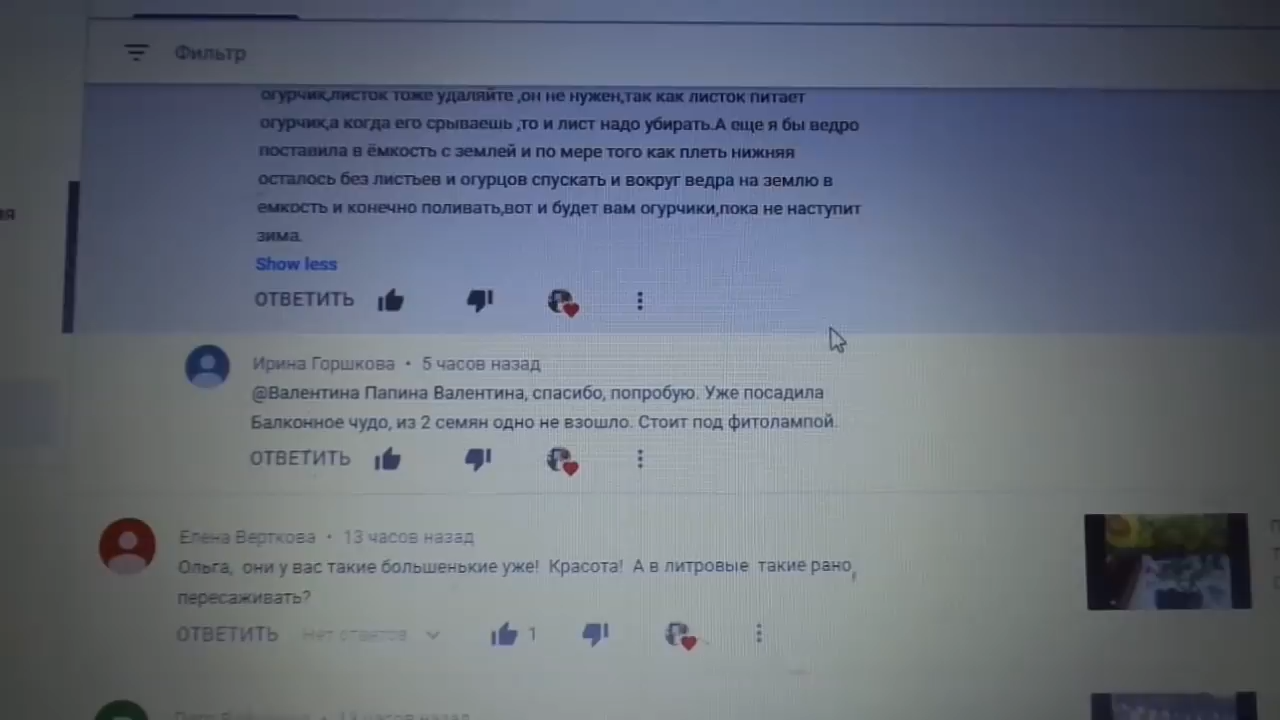 Фильтр
огурчик,листок тоже удаляйте ,он не нужен,так как листок питает
огурчик,а когда его срываешь ,то и лист надо убирать.А еще я бы ведро
поставила в ёмкость с землей и по мере того как плеть нижняя
осталось без листьев и огурцов спускать и вокруг ведра на землю в
ия
емкость и конечно поливать,вот и будет вам огурчики,пока не наступит
зима.
Show less
ОТВЕТИТЬ
Ирина Горшкова • 5 часов назад
@Валентина Папина Валентина, спасибо, попробую. Уже посадила
Балконное чудо, из 2 семян одно не взошло. Стоит под фитолампой.
ОТВЕТИТЬ
Елена Верткова • 13 часов назад
Ольга, они у вас такие большенькие уже! Красота! А в литровые такие рано,
пересаживать?
ОТВЕТИТЬ Нет ответов 1
13 часов назад